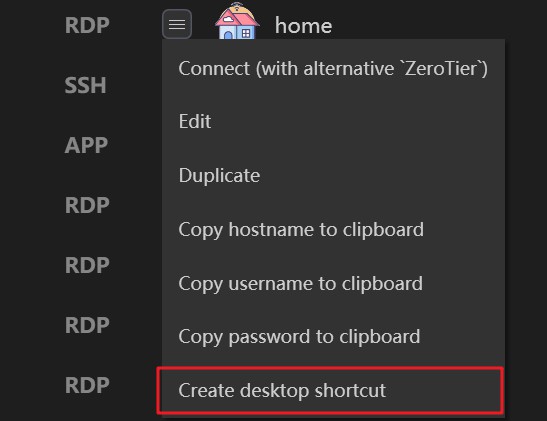 RDP home
Connect (with alternative `ZeroTier`)
SSH
Edit
APP
Duplicate
RDP
Copy hostname to clipboard
RDP
Copy username to clipboard
RDP
Copy password to clipboard
RDP
Create desktop shortcut